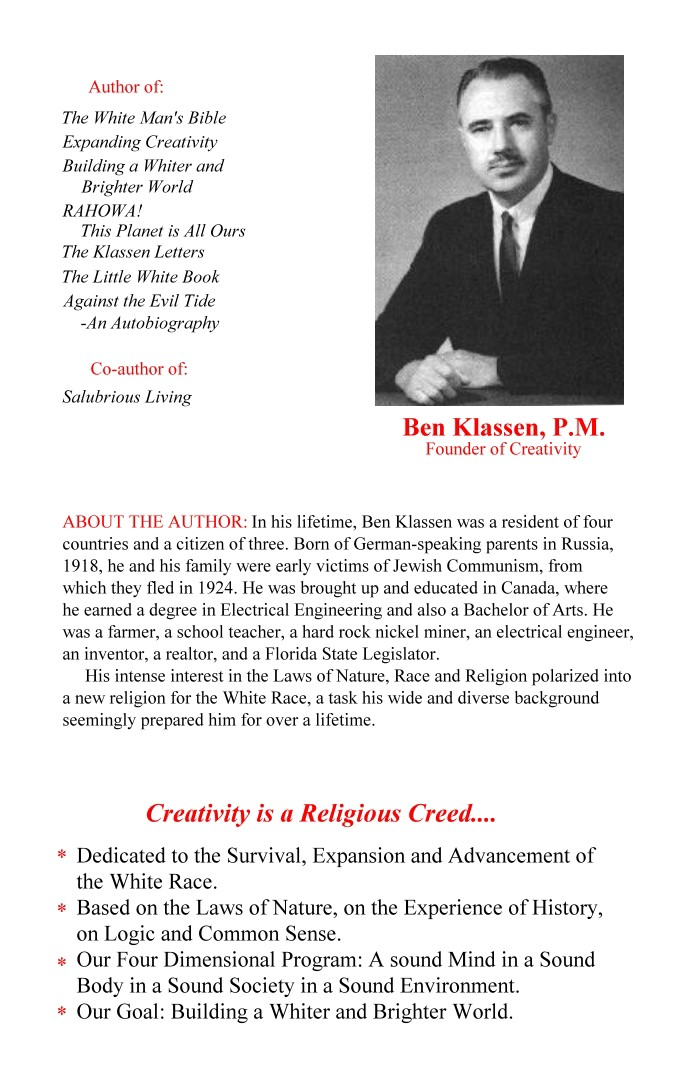 Author of:
The White Man's Bible
Expanding Creativity
Building a Whiter and
Brighter World
RAHOWA!
This Planet is All Ours
The Klassen Letters
The Little White Book
Against the Evil Tide
-An Autobiography
Co-author of:
Salubrious Living
Ben Klassen, P.M.
Founder of Creativity
ABOUT THE AUTHOR: In his lifetime, Ben Klassen was a resident of four
countries and a citizen of three. Born of German-speaking parents in Russia,
1918, he and his family were early victims of Jewish Communism, from
which they fled in 1924. He was brought up and educated in Canada, where
he earned a degree in Electrical Engineering and also a Bachelor of Arts. He
was a farmer, a school teacher, a hard rock nickel miner, an electrical engineer,
an inventor, a realtor, and a Florida State Legislator.
His intense interest in the Laws of Nature, Race and Religion polarized into
a new religion for the White Race, a task his wide and diverse background
seemingly prepared him for over a lifetime.
Creativity is a Religious Creed....
* Dedicated to the Survival, Expansion and Advancement of
the White Race.
* Based on the Laws of Nature, on the Experience of History,
on Logic and Common Sense.
* Our Four Dimensional Program: A sound Mind in a Sound
Body in a Sound Society in a Sound Environment.
* Our Goal: Building a Whiter and Brighter World.